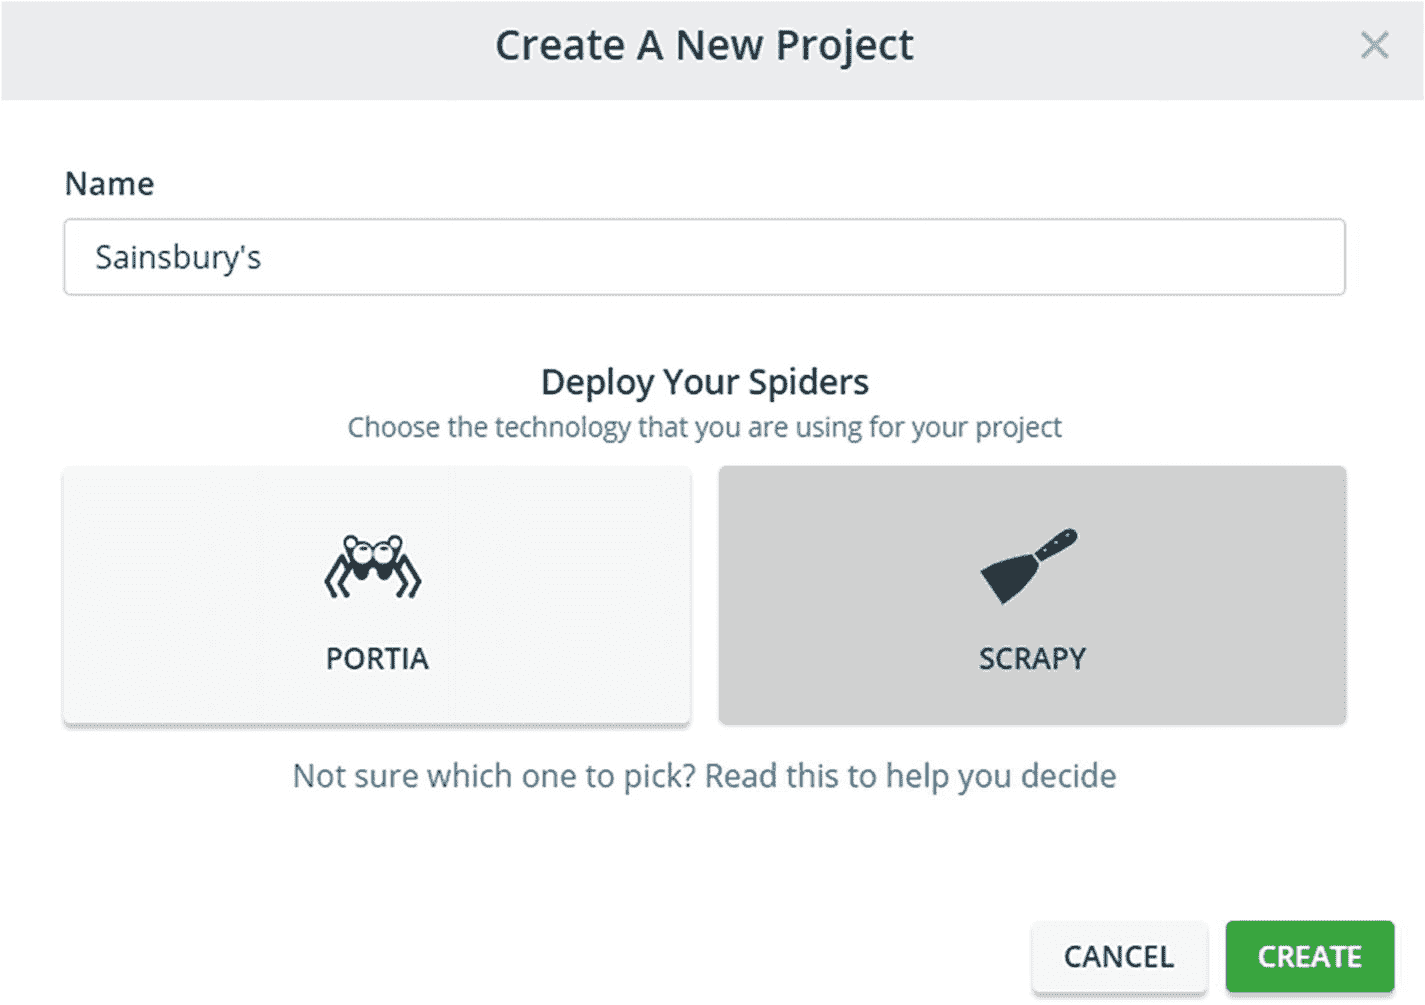 Create A New Project
Name
Sainsbury's
Deploy Your Spiders
Choose the technology that you are using for your project
PORTIA
SCRAPY
Not sure which one to pick? Read this to help you decide
CANCEL
CREATE